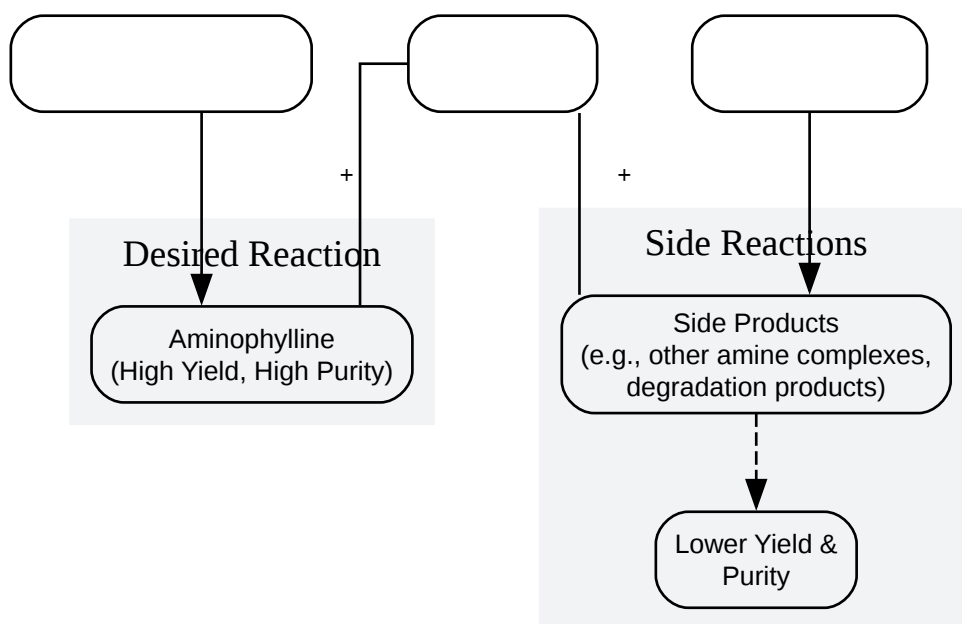 +
+
Desired Reaction
Side Reactions
Aminophylline
(High Yield, High Purity)
Side Products
(e.g., other amine complexes,
degradation products)
Lower Yield &
Purity